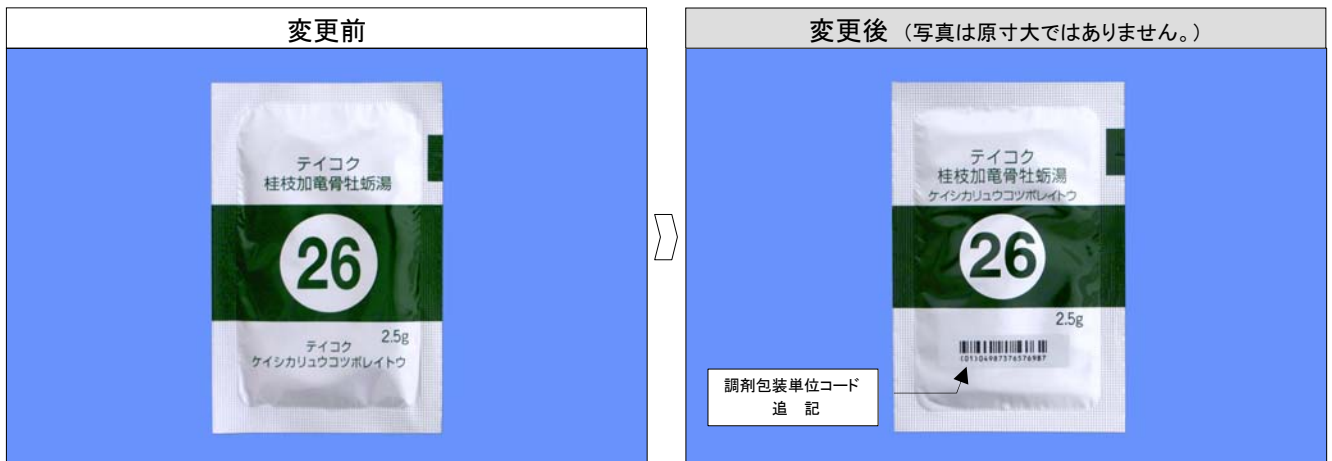 変更前
テイコク
桂枝加竜骨牡蛎湯
26
2.5g
テイコク
ケイシカリュウコツボレイトウ
変更後 (写真は原寸大ではありません。)
テイコク
桂枝加竜骨牡蛎湯
ケイシカリュウコツボレイトウ
26
2.5g
(01)04987376576987
調剤包装単位コード
追 記